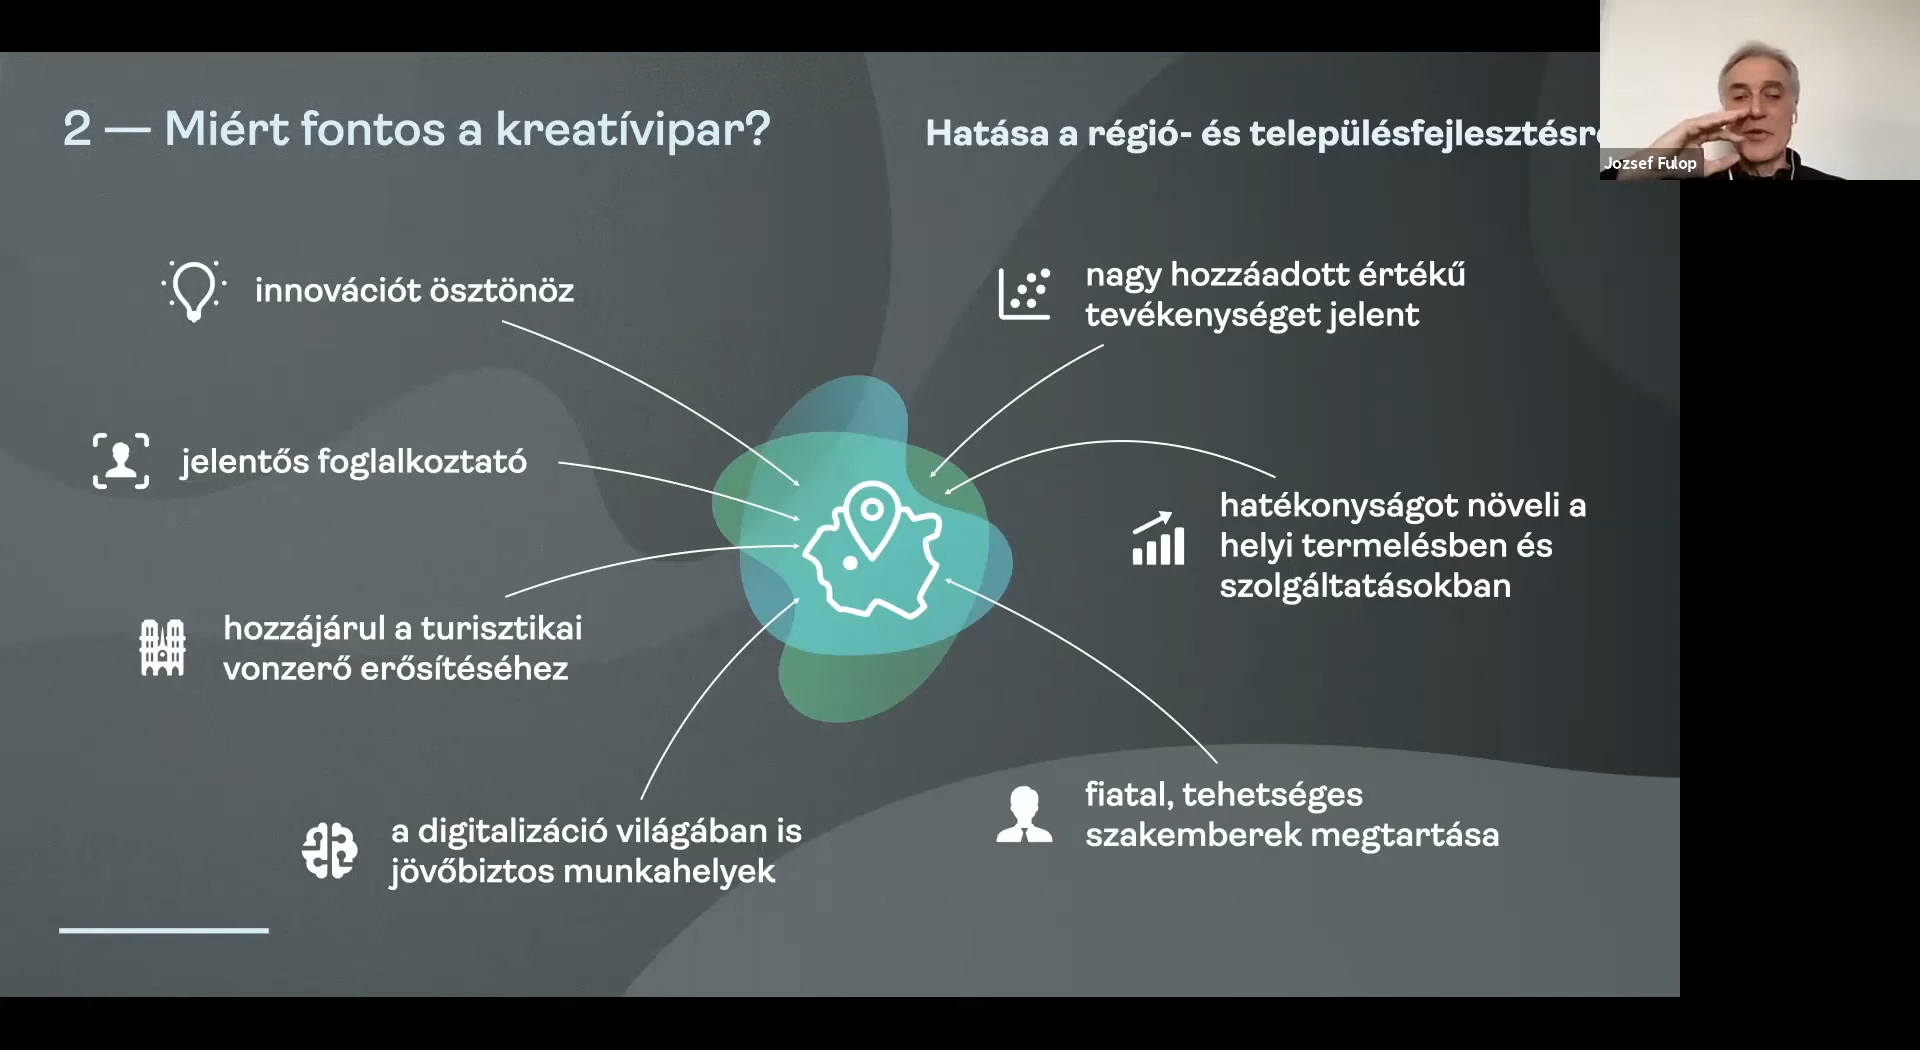 2 — Miért fontos a kreatívipar?
Hatása a régió- és településfejlesztésre
Jozsef Fulop
innovációt ösztönöz
nagy hozzáadott értékű
tevékenységet jelent
jelentős foglalkoztató
hatékonyságot növeli a
helyi termelésben és
szolgáltatásokban
hozzájárul a turisztikai
vonzerő erősítéséhez
fiatal, tehetséges
szakemberek megtartása
a digitalizáció világában is
jövőbiztos munkahelyek